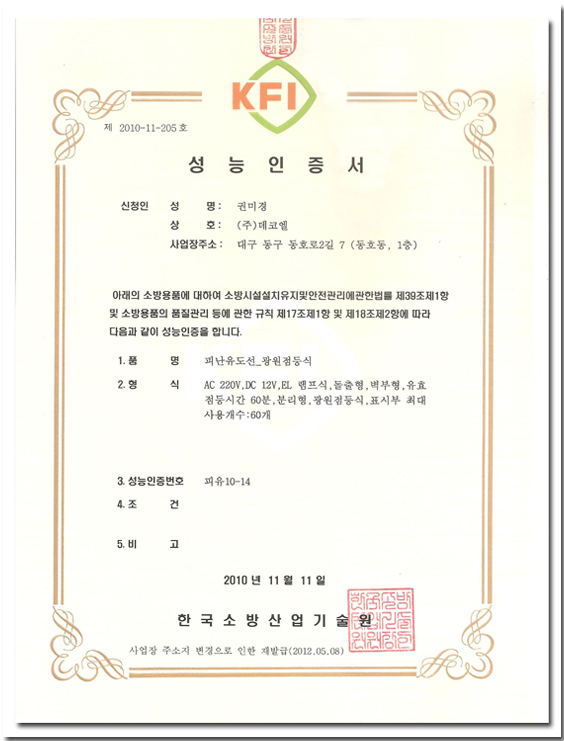 KFI
제 2010-11-205호
성능인증서
신청인 성 명: 권미경
상 호: (주)데코엘
사업장주소: 대구 동구 동호로2길 7 (동호동, 1층)
아래의 소방용품에 대하여 소방시설설치유지및안전관리에관한법률 제39조제1항
및 소방용품의 품질관리 등에 관한 규칙 제17조제1항 및 제18조제2항에 따라
다음과 같이 성능인증을 합니다.
1. 품 명 피난유도선_광원점등식
2. 형 식 AC 220V,DC 12V,EL 램프식,돌출형,벽부형,유효
점등시간 60분,분리형,광원점등식,표시부 최대
사용개수:60개
3. 성능인증번호 피유10-14
4. 조 건
5. 비 고
2010 년 11 월 11 일
한국소방산업기술원
사업장 주소지 변경으로 인한 재발급(2012.05.08)